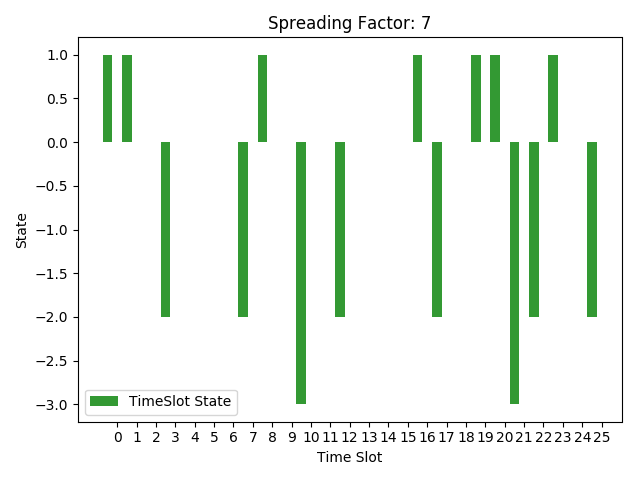 Spreading Factor: 7
1.0
0.5
0.0
−0.5
−1.0
−1.5
−2.0
−2.5
−3.0
State
TimeSlot State
0 1 2 3 4 5 6 7 8 9 10 11 12 13 14 15 16 17 18 19 20 21 22 23 24 25
Time Slot